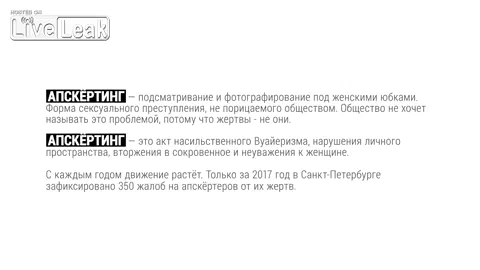 HOSTED ON
LiveLeak
АПСКЁРТИНГ — подсматривание и фотографирование под женскими юбками.
Форма сексуального преступления, не порицаемого обществом. Общество не хочет
называть это проблемой, потому что жертвы - не они.
АПСКЁРТИНГ — это акт насильственного Вуайеризма, нарушения личного
пространства, вторжения в сокровенное и неуважения к женщине.
С каждым годом движение растёт. Только за 2017 год в Санкт-Петербурге
зафиксировано 350 жалоб на апскёртеров от их жертв.